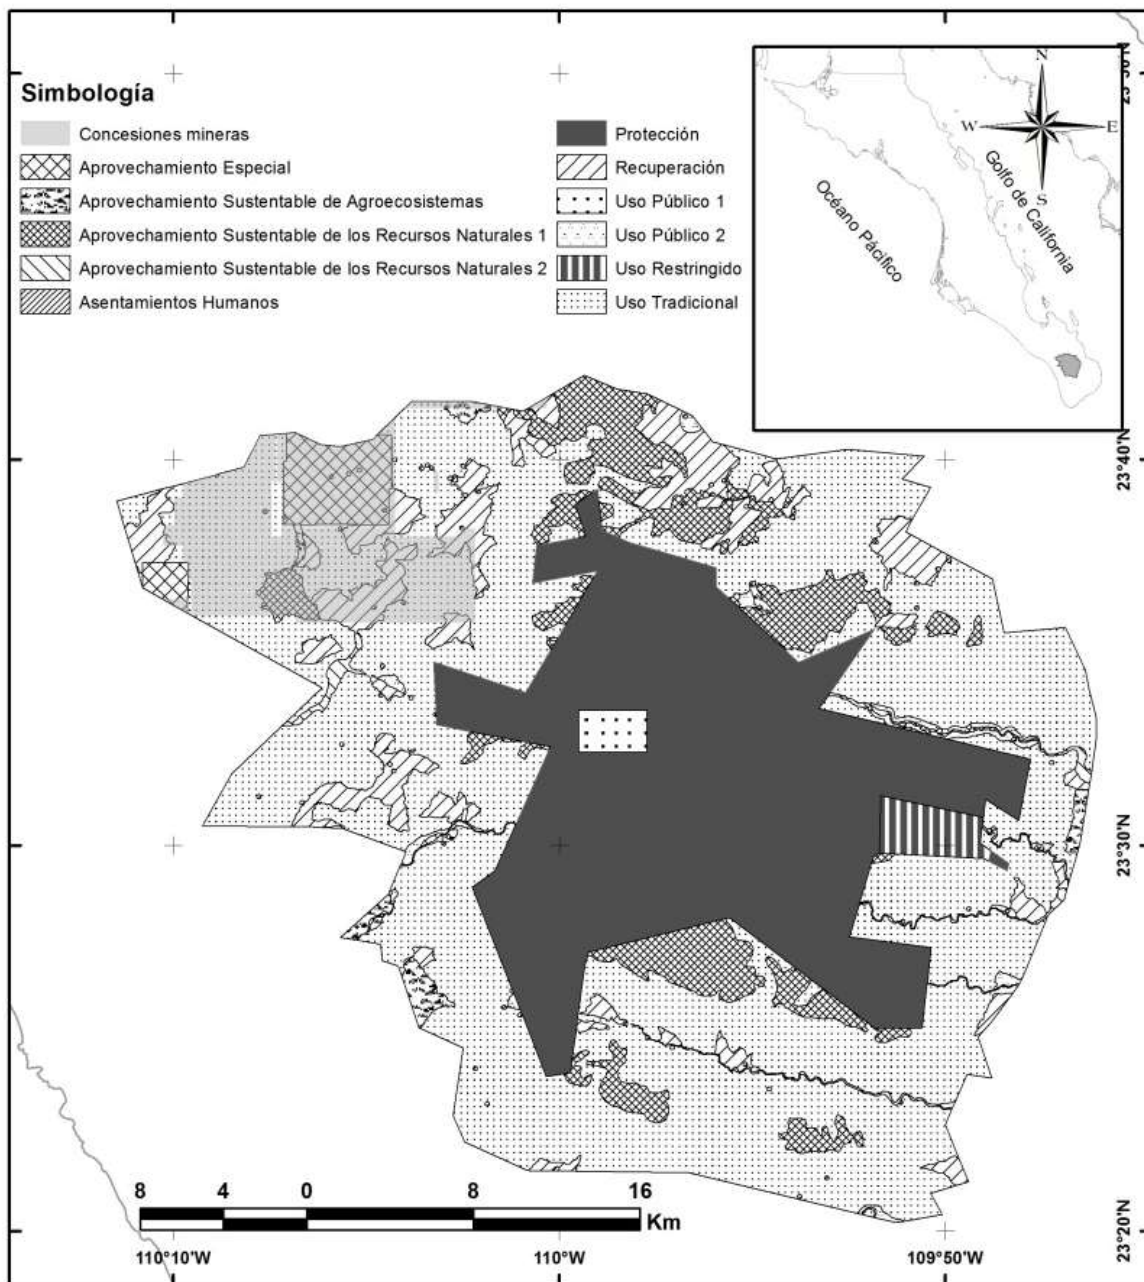 Simbología
Concesiones mineras
Aprovechamiento Especial
Aprovechamiento Sustentable de Agroecosistemas
Aprovechamiento Sustentable de los Recursos Naturales 1
Aprovechamiento Sustentable de los Recursos Naturales 2
Asentamientos Humanos
Protección
Recuperación
Uso Público 1
Uso Público 2
Uso Restringido
Uso Tradicional
N
W
E
S
Océano Pácífico
Golfo de California
23°40'N
23°30'N
23°20'N
8 4 0 8 16
Km
110°10'W 110°W 109°50'W